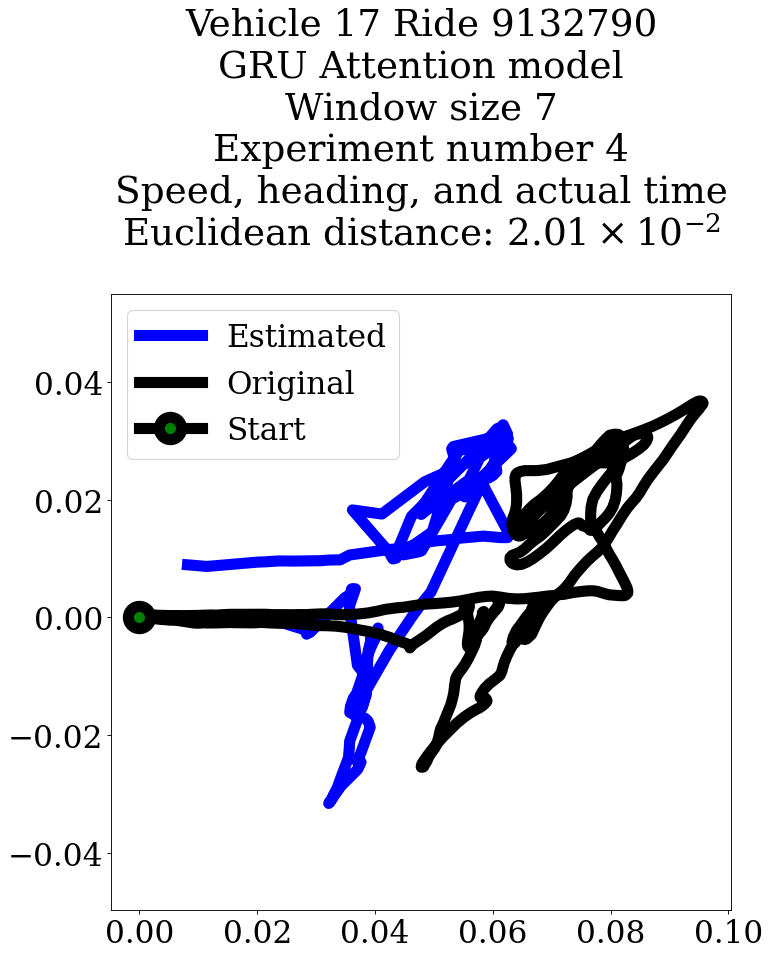 Vehicle 17 Ride 9132790
GRU Attention model
Window size 7
Experiment number 4
Speed, heading, and actual time
Euclidean distance: 2.01 × 10⁻²
Estimated
Original
Start
0.04
0.02
0.00
−0.02
−0.04
0.00 0.02 0.04 0.06 0.08 0.10